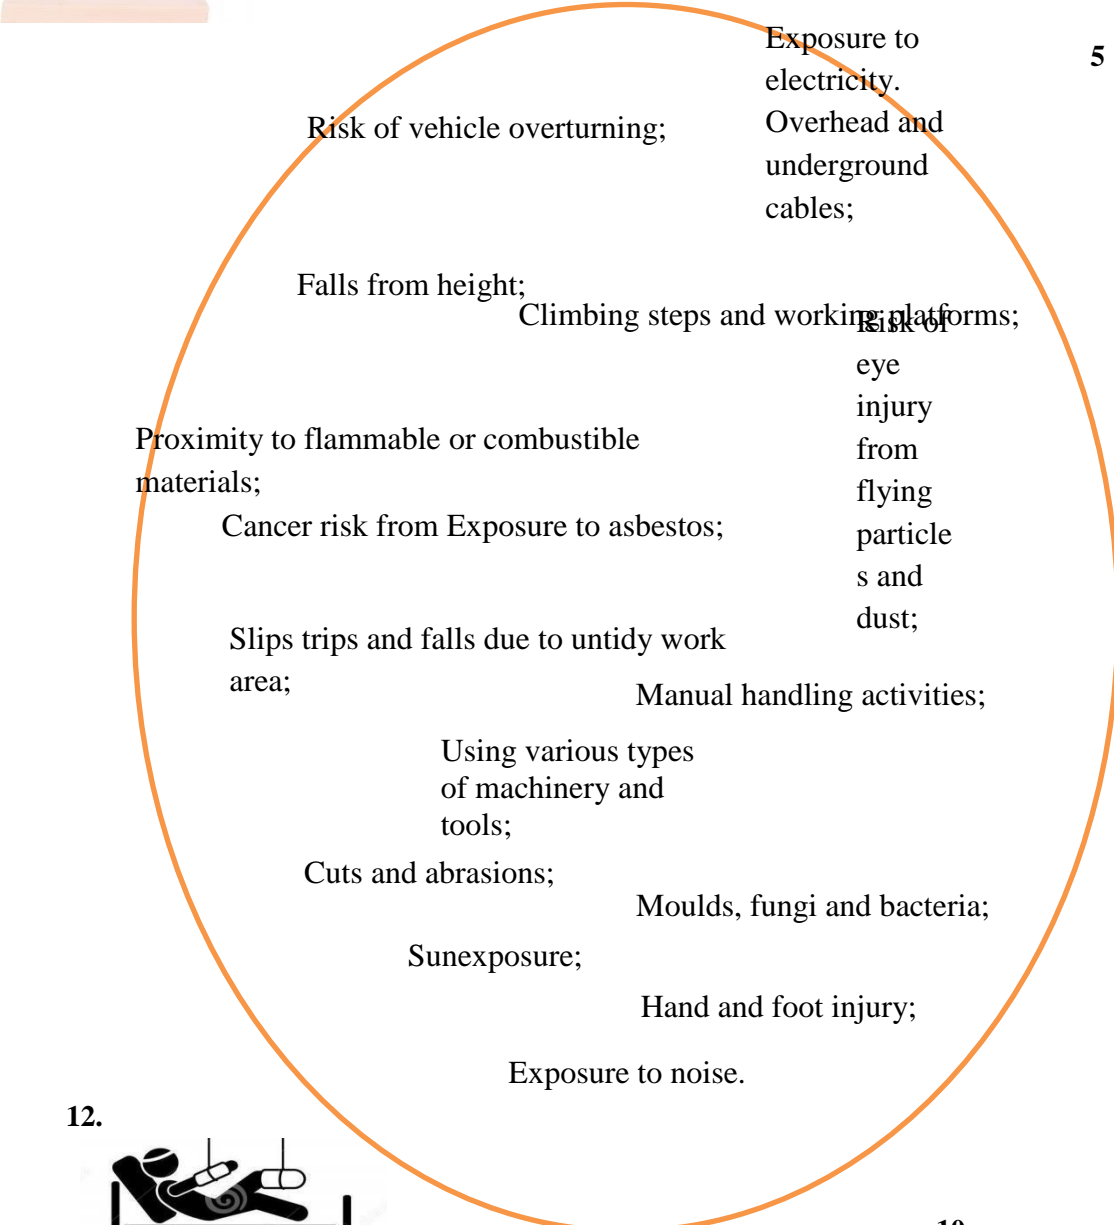 Exposure to
electricity.
Overhead and
underground
cables;
5
Risk of vehicle overturning;
Falls from height;
Climbing steps and working platforms;
Risk of
eye
injury
from
flying
particle
s and
dust;
Proximity to flammable or combustible
materials;
Cancer risk from Exposure to asbestos;
Slips trips and falls due to untidy work
area;
Manual handling activities;
Using various types
of machinery and
tools;
Cuts and abrasions;
Moulds, fungi and bacteria;
Sunexposure;
Hand and foot injury;
Exposure to noise.
12.